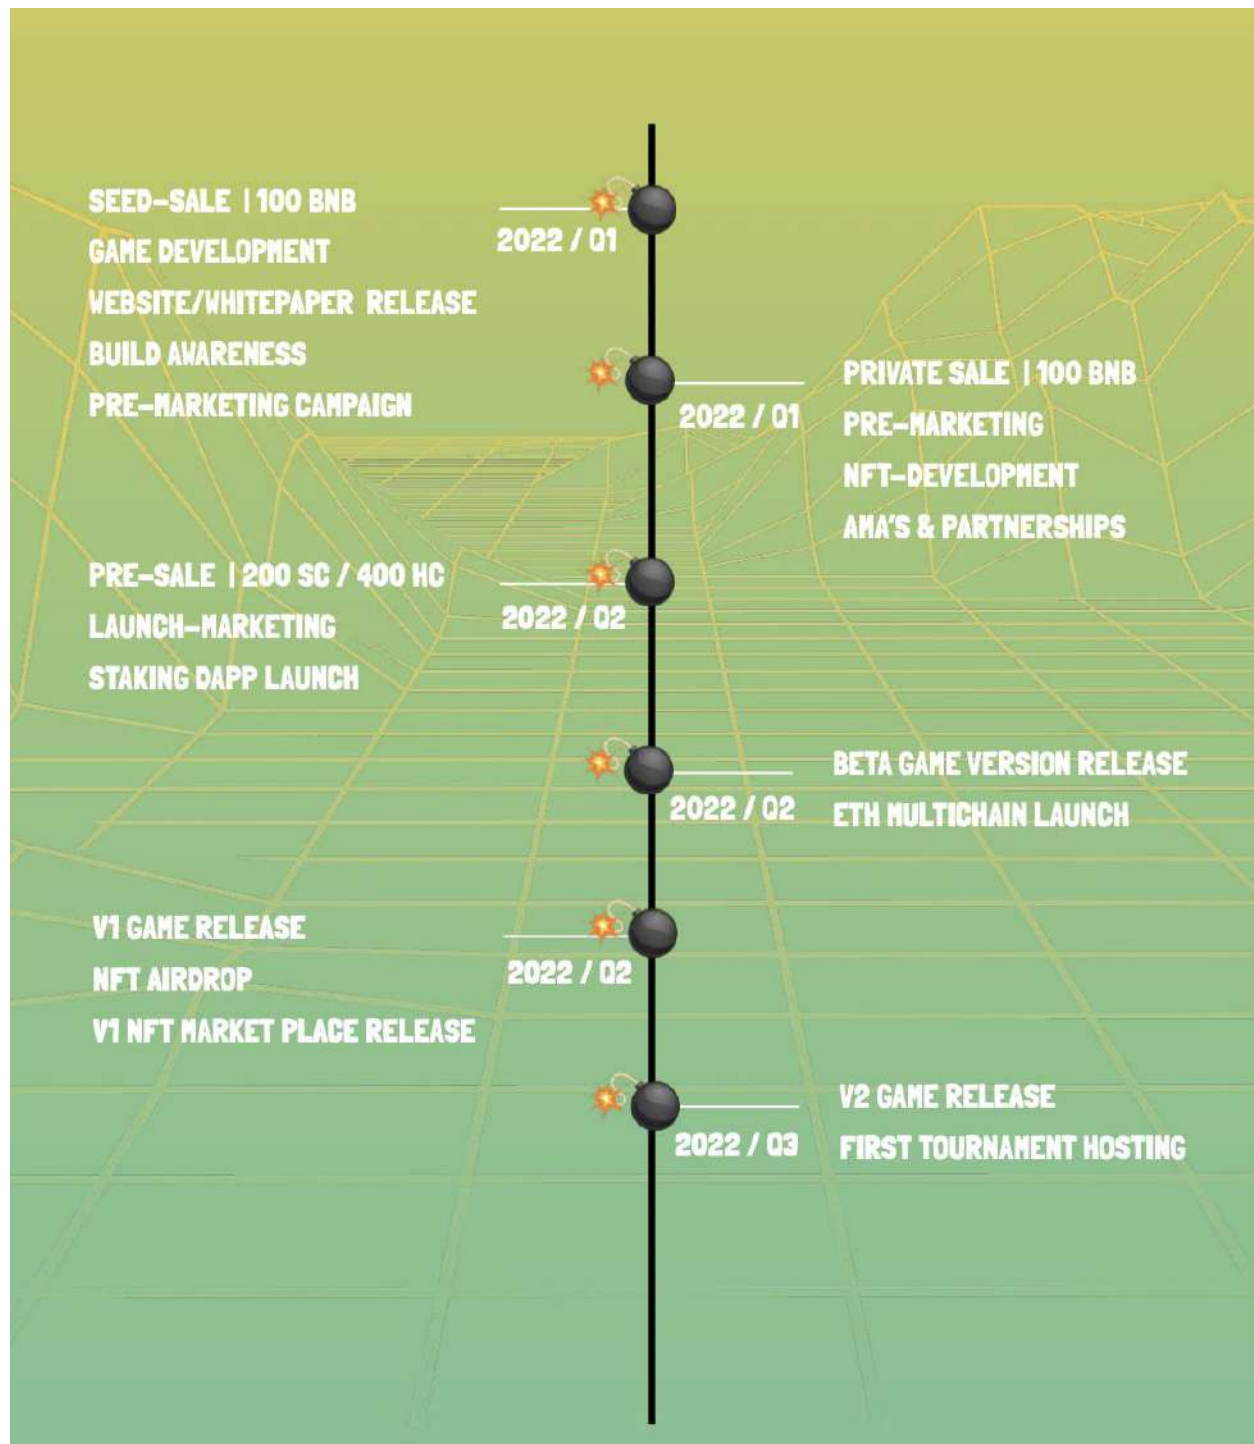 SEED-SALE | 100 BNB
GAME DEVELOPMENT
WEBSITE/WHITEPAPER RELEASE
BUILD AWARENESS
PRE-MARKETING CAMPAIGN
2022 / Q1
2022 / Q1
PRIVATE SALE | 100 BNB
PRE-MARKETING
NFT-DEVELOPMENT
AMA'S & PARTNERSHIPS
PRE-SALE | 200 SC / 400 HC
LAUNCH-MARKETING
STAKING DAPP LAUNCH
2022 / Q2
2022 / Q2
BETA GAME VERSION RELEASE
ETH MULTICHAIN LAUNCH
V1 GAME RELEASE
NFT AIRDROP
V1 NFT MARKET PLACE RELEASE
2022 / Q2
2022 / Q3
V2 GAME RELEASE
FIRST TOURNAMENT HOSTING